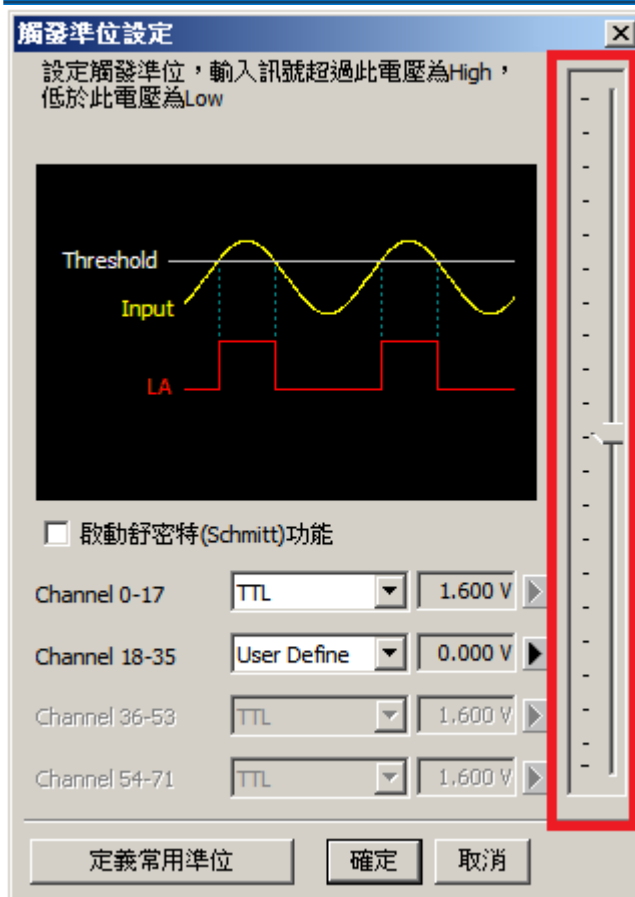 觸發準位設定
設定觸發準位，輸入訊號超過此電壓為High，
低於此電壓為Low
Threshold
Input
LA
啟動舒密特(Schmitt)功能
Channel 0-17 TTL 1.600 V
Channel 18-35 User Define 0.000 V
Channel 36-53 TTL 1.600 V
Channel 54-71 TTL 1.600 V
定義常用準位 確定 取消